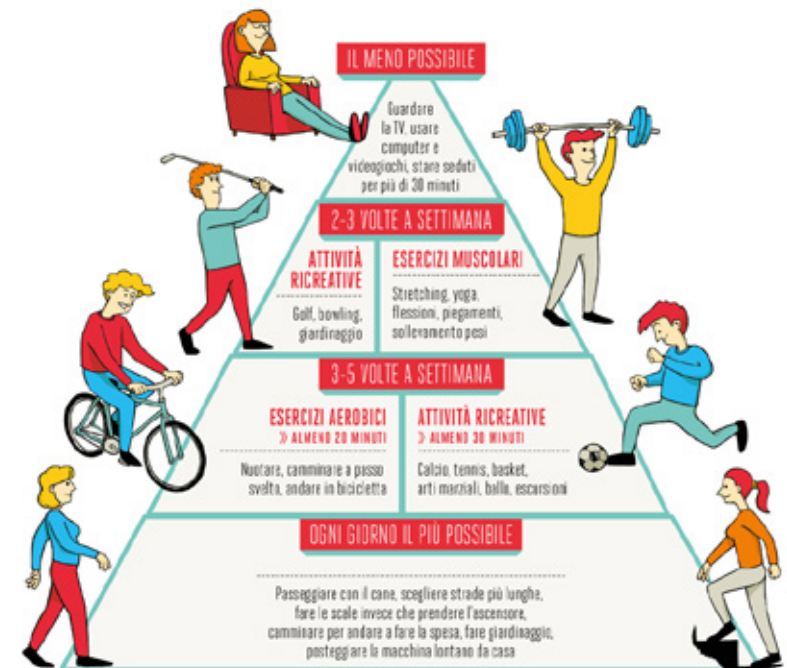 IL MENO POSSIBILE
Guardare
la TV, usare
computer e
videogiochi, stare seduti
per più di 30 minuti
2-3 VOLTE A SETTIMANA
ATTIVITÀ
RICREATIVE
Golf, bowling,
giardinaggio
ESERCIZI MUSCOLARI
Stretching, yoga,
flessioni, piegamenti,
sollevamento pesi
3-5 VOLTE A SETTIMANA
ESERCIZI AEROBICI
» ALMENO 20 MINUTI
Nuotare, camminare a passo
svelto, andare in bicicletta
ATTIVITÀ RICREATIVE
» ALMENO 30 MINUTI
Calcio, tennis, basket,
arti marziali, ballo, escursioni
OGNI GIORNO IL PIÙ POSSIBILE
Passeggiare con il cane, scegliere strade più lunghe,
fare le scale invece che prendere l'ascensore,
camminare per andare a fare la spesa, fare giardinaggio,
posteggiare la macchina lontano da casa